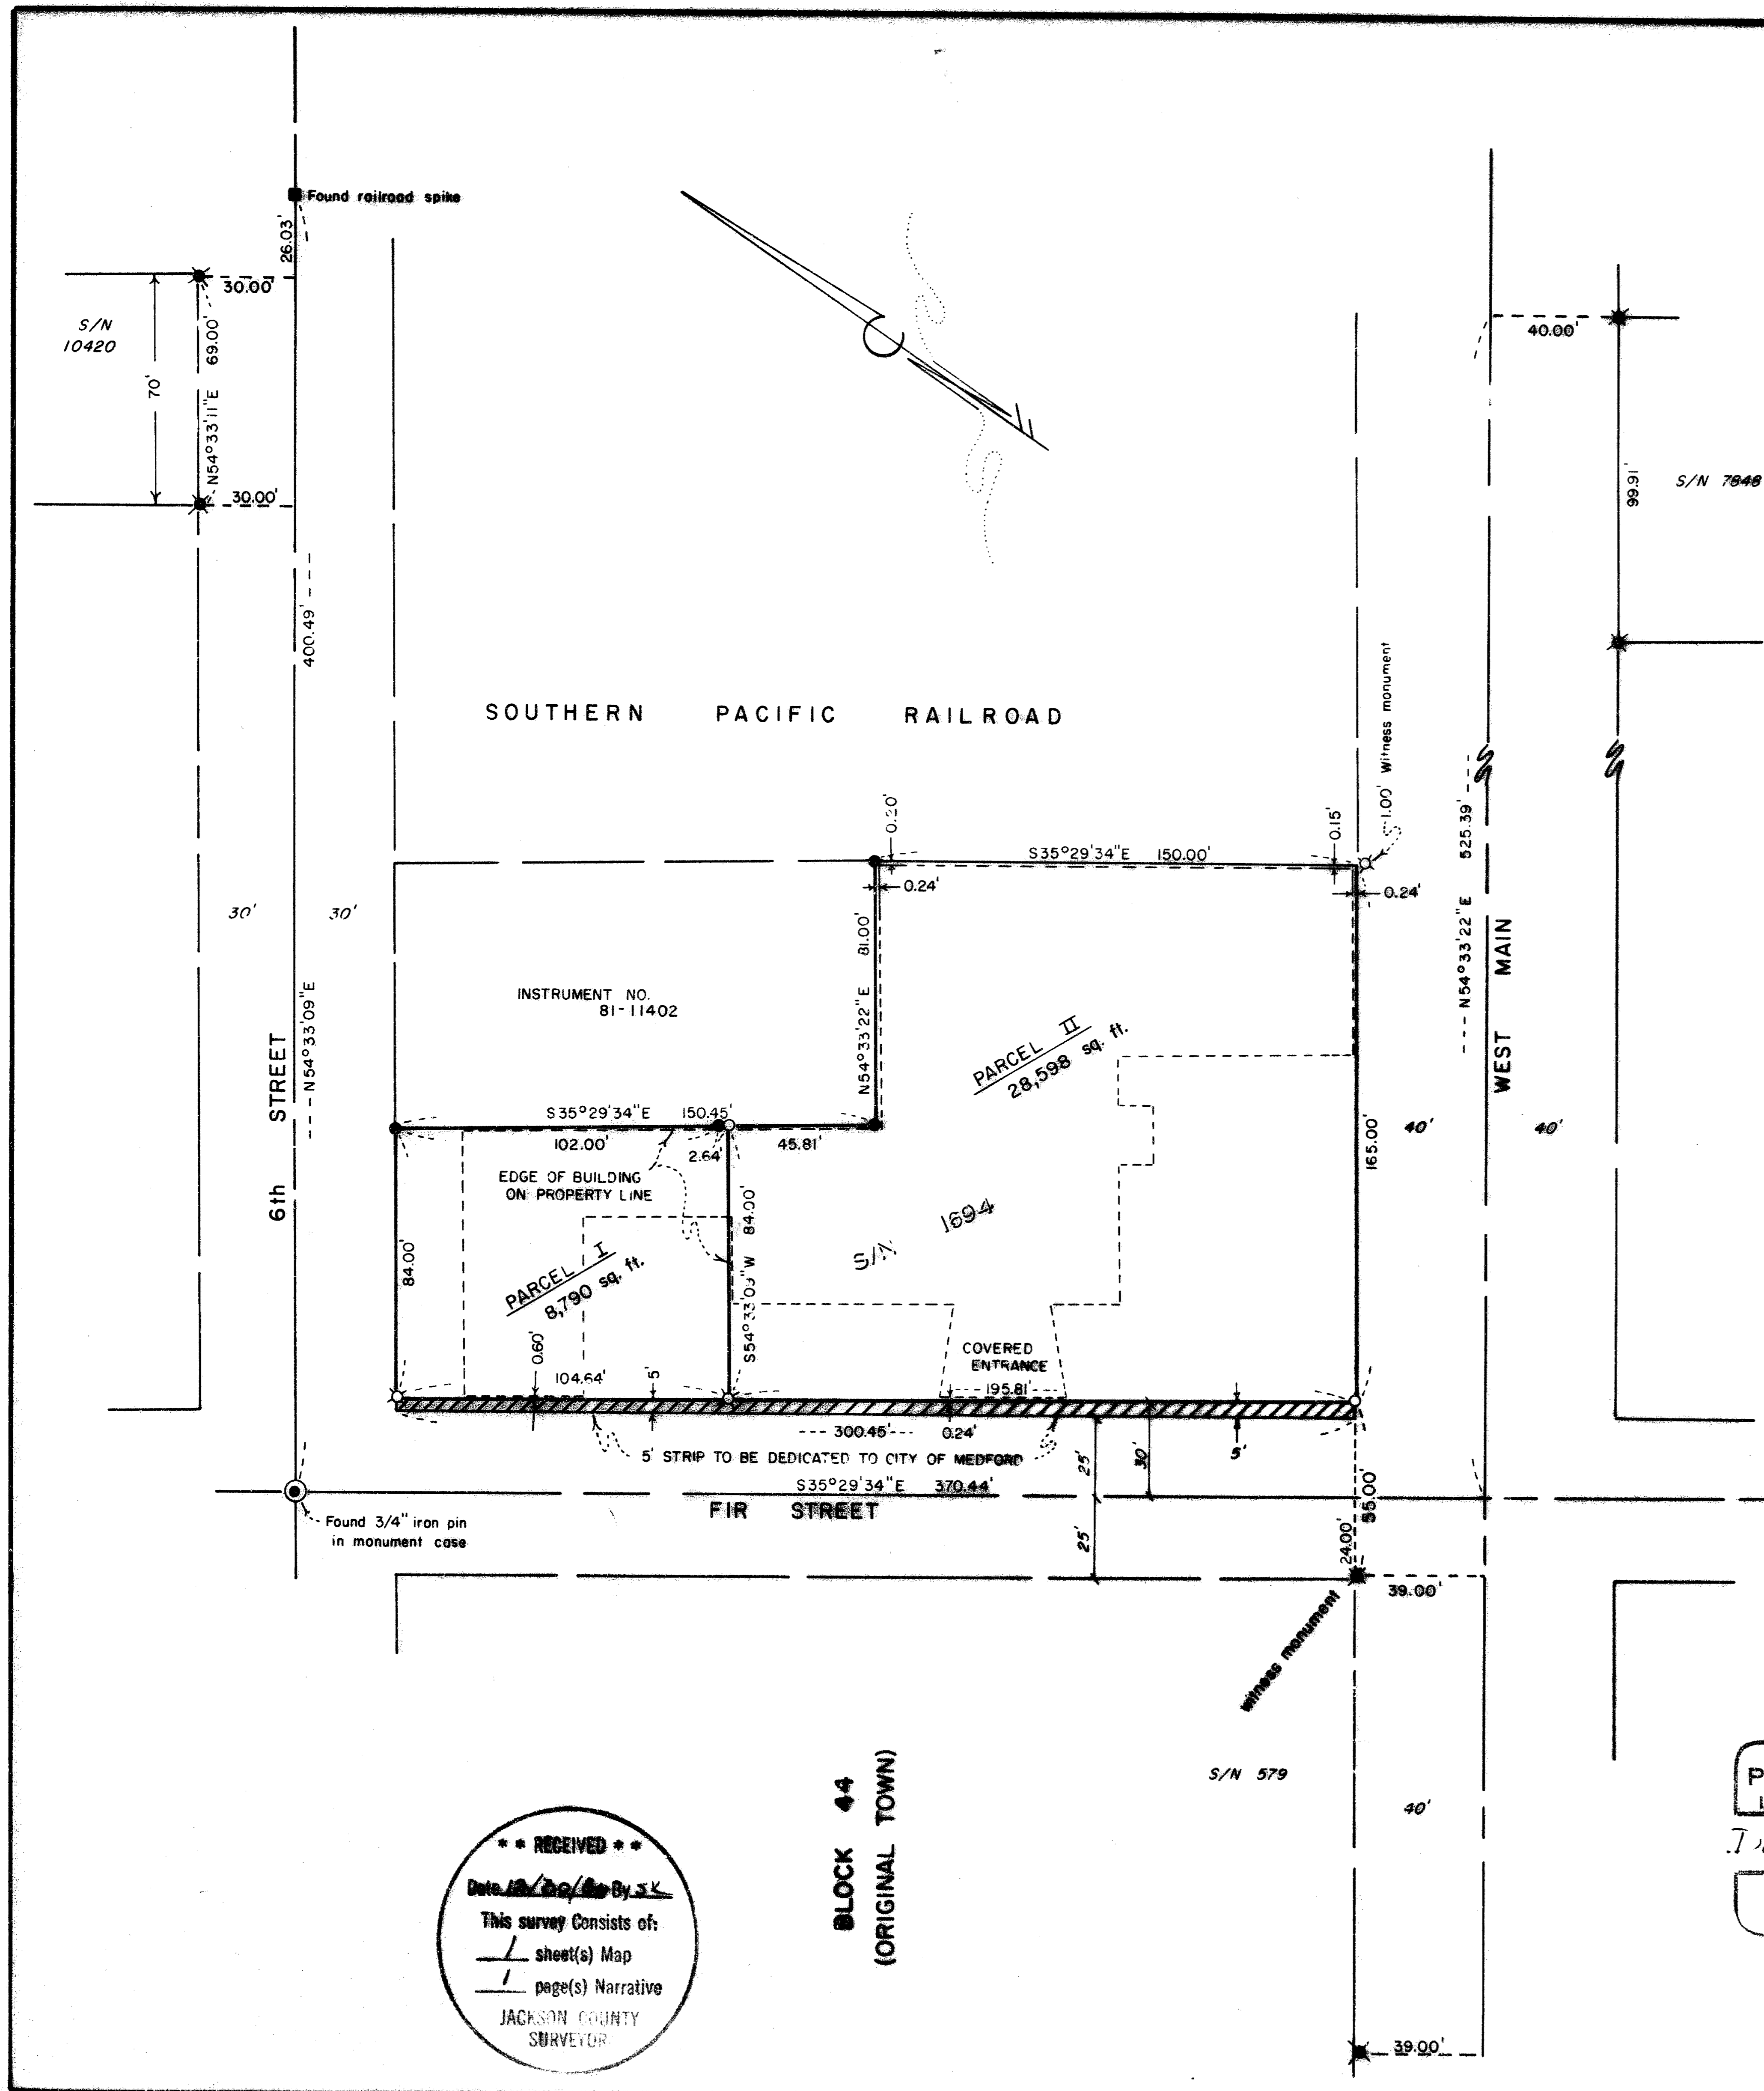 Found railroad spike
26.03'
30.00'
S/N
10420
70'
N54°33'11"E 69.00'
30.00'
40.00'
99.91'
S/N 7848
400.49'
1.00' Witness monument
SOUTHERN PACIFIC RAILROAD
0.20'
S35°29'34"E 150.00'
0.15'
0.24'
0.24'
N54°33'22"E 525.39'
30'
30'
81.00'
N54°33'22"E
WEST MAIN
INSTRUMENT NO.
81-11402
N54°33'09"E
6th STREET
PARCEL II
28,598 sq. ft.
S35°29'34"E 150.45'
102.00'
2.64'
45.81'
165.00'
40'
40'
EDGE OF BUILDING
ON PROPERTY LINE
84.00'
S54°33'09"W 84.00'
S/N 1694
PARCEL I
8,790 sq. ft.
0.60'
104.64'
5'
COVERED
ENTRANCE
195.81'
300.45'
0.24'
5'
5' STRIP TO BE DEDICATED TO CITY OF MEDFORD
25'
30'
S35°29'34"E 370.44'
FIR STREET
55.00'
Found 3/4" iron pin
in monument case
25'
24.00'
39.00'
witness monument
S/N 579
40'
BLOCK 44
(ORIGINAL TOWN)
* * RECEIVED * *
Date By SK
This survey Consists of:
1 sheet(s) Map
1 page(s) Narrative
JACKSON COUNTY
SURVEYOR
39.00'